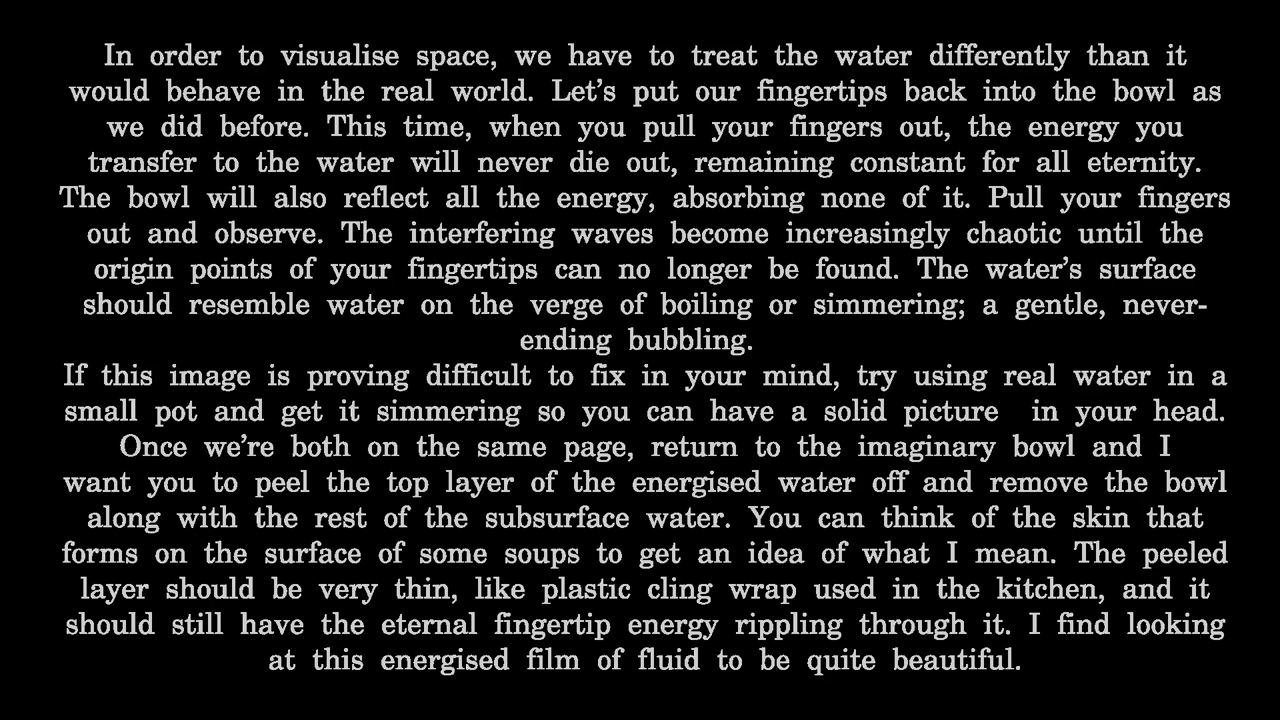 In order to visualise space, we have to treat the water differently than it
would behave in the real world. Let’s put our fingertips back into the bowl as
we did before. This time, when you pull your fingers out, the energy you
transfer to the water will never die out, remaining constant for all eternity.
The bowl will also reflect all the energy, absorbing none of it. Pull your fingers
out and observe. The interfering waves become increasingly chaotic until the
origin points of your fingertips can no longer be found. The water’s surface
should resemble water on the verge of boiling or simmering; a gentle, never-
ending bubbling.
If this image is proving difficult to fix in your mind, try using real water in a
small pot and get it simmering so you can have a solid picture in your head.
Once we’re both on the same page, return to the imaginary bowl and I
want you to peel the top layer of the energised water off and remove the bowl
along with the rest of the subsurface water. You can think of the skin that
forms on the surface of some soups to get an idea of what I mean. The peeled
layer should be very thin, like plastic cling wrap used in the kitchen, and it
should still have the eternal fingertip energy rippling through it. I find looking
at this energised film of fluid to be quite beautiful.